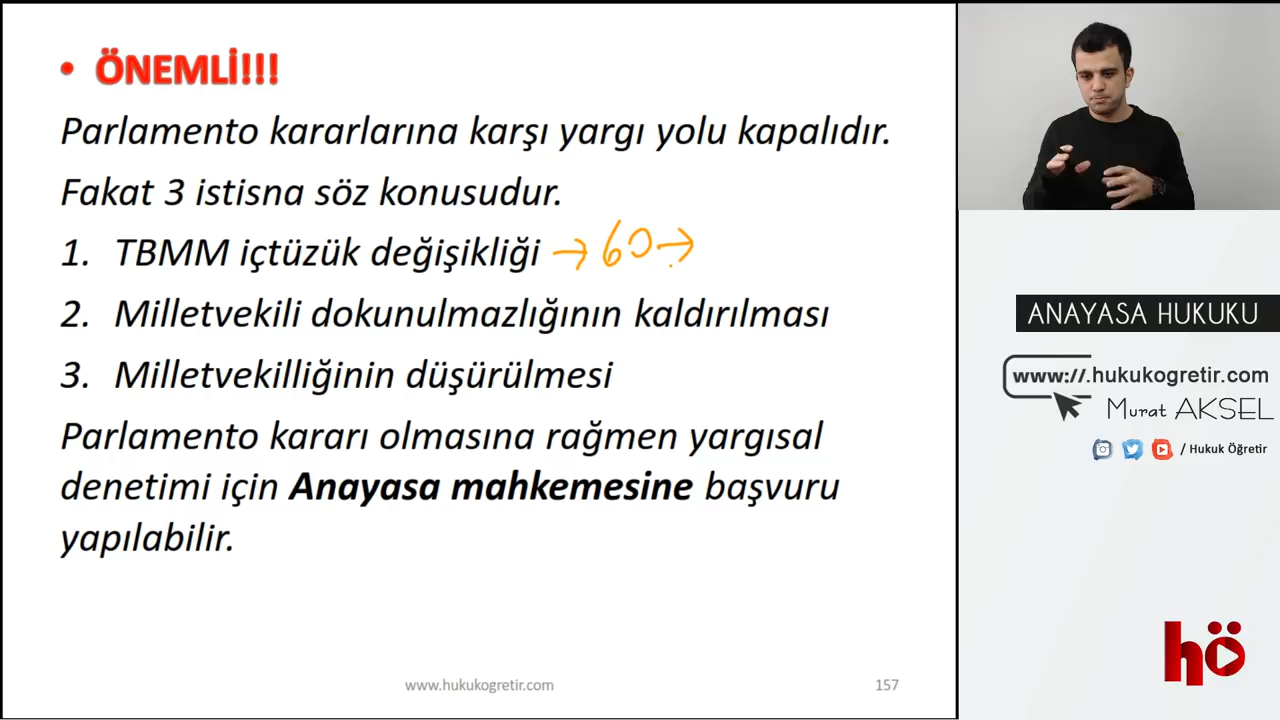 • ÖNEMLİ!!!
Parlamento kararlarına karşı yargı yolu kapalıdır.
Fakat 3 istisna söz konusudur.
1. TBMM içtüzük değişikliği → 60 →
2. Milletvekili dokunulmazlığının kaldırılması
3. Milletvekilliğinin düşürülmesi
Parlamento kararı olmasına rağmen yargısal
denetimi için Anayasa mahkemesine başvuru
yapılabilir.
www.hukukogretir.com
157
ANAYASA HUKUKU
www://.hukukogretir.com
Murat AKSEL
/ Hukuk Öğretir
hö